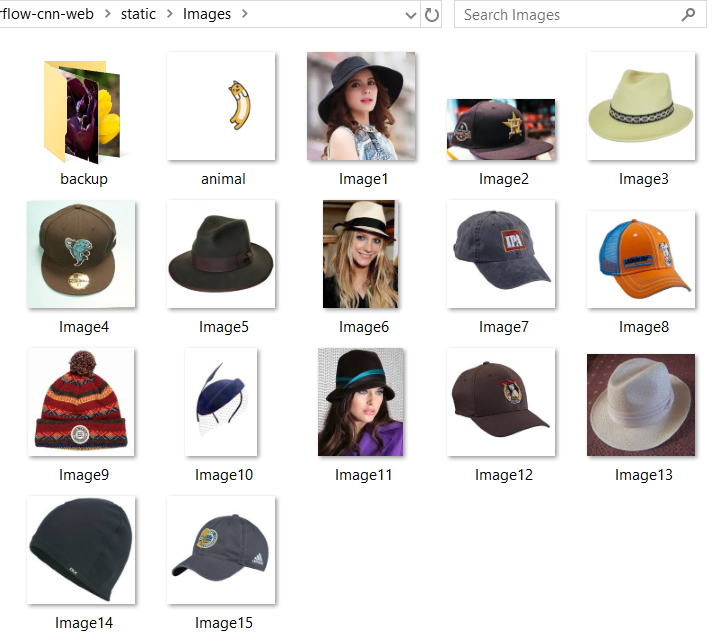 rflow-cnn-web > static > Images >
Search Images
backup
animal
Image1
Image2
Image3
Image4
Image5
Image6
IPA
Image7
Image8
Image9
Image10
Image11
Image12
Image13
Image14
Image15